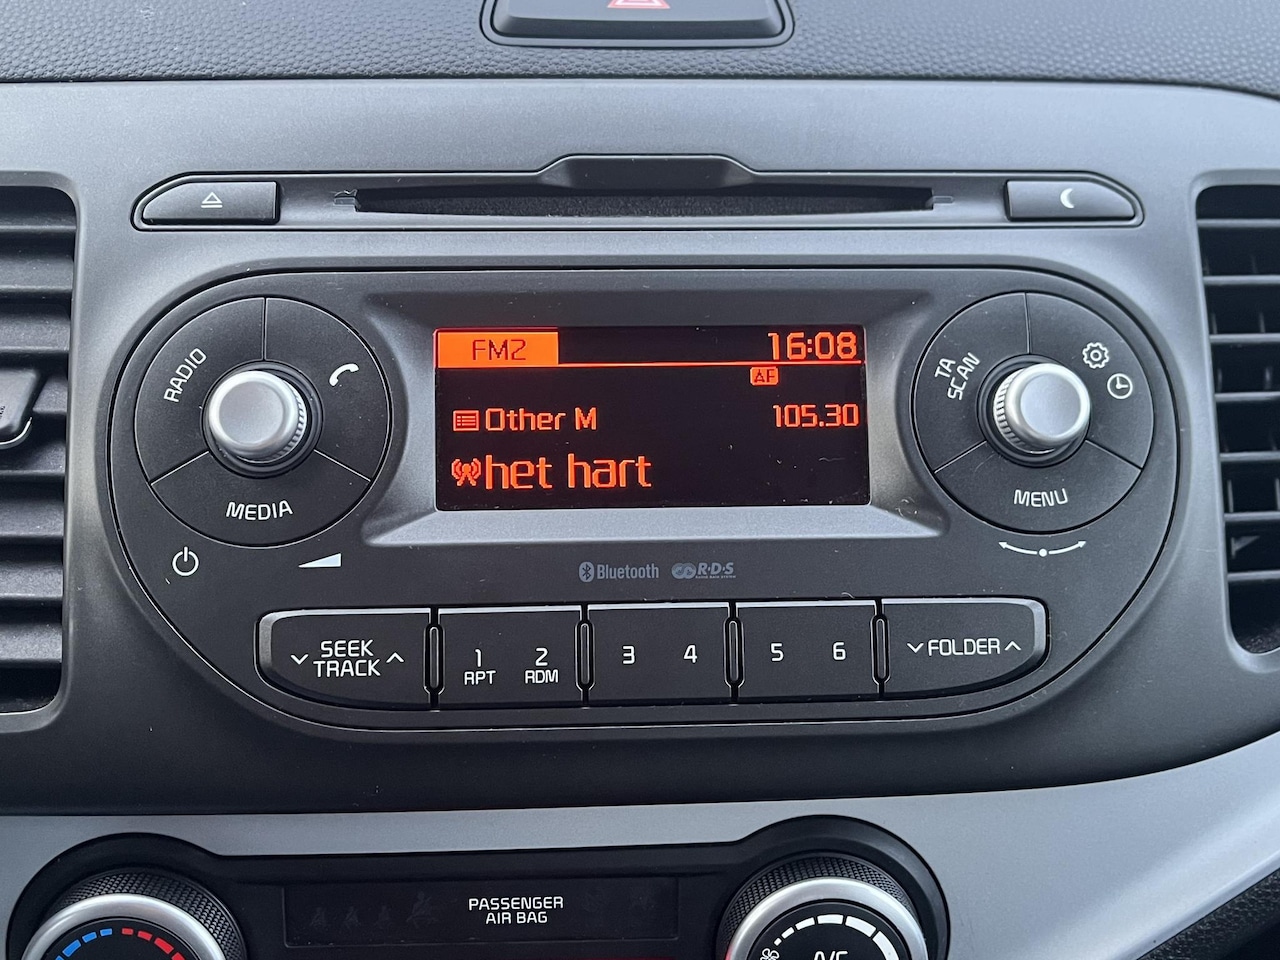 FM2 16:08
AF
Other M 105.30
het hart
RADIO
MEDIA
TA
SCAN
MENU
Bluetooth R·D·S
SEEK
TRACK
1
RPT
2
RDM
3 4
5 6
FOLDER
PASSENGER
AIR BAG
A/C